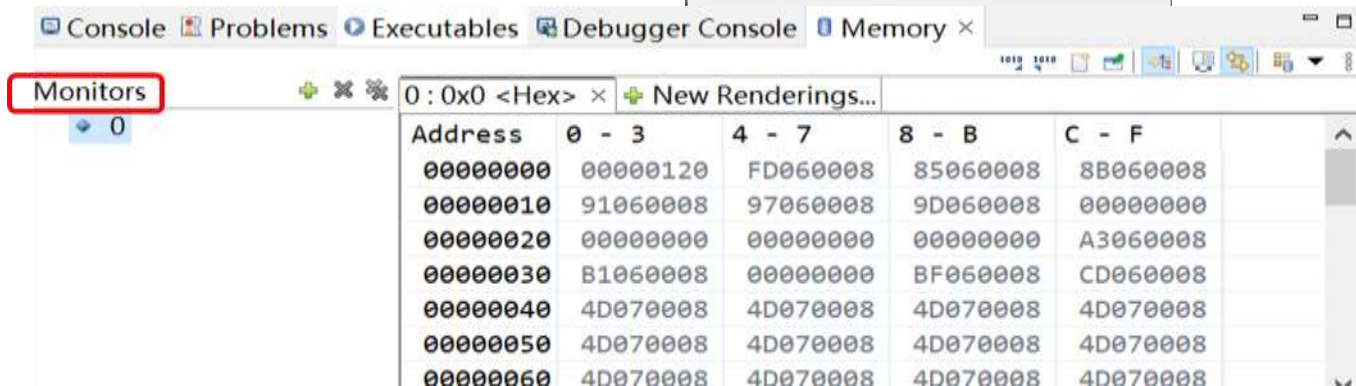 Console Problems Executables Debugger Console Memory
Monitors
0
0 : 0x0 <Hex> New Renderings...
Address 0 - 3 4 - 7 8 - B C - F
00000000 00000120 FD060008 85060008 8B060008
00000010 91060008 97060008 9D060008 00000000
00000020 00000000 00000000 00000000 A3060008
00000030 B1060008 00000000 BF060008 CD060008
00000040 4D070008 4D070008 4D070008 4D070008
00000050 4D070008 4D070008 4D070008 4D070008
00000060 4D070008 4D070008 4D070008 4D070008